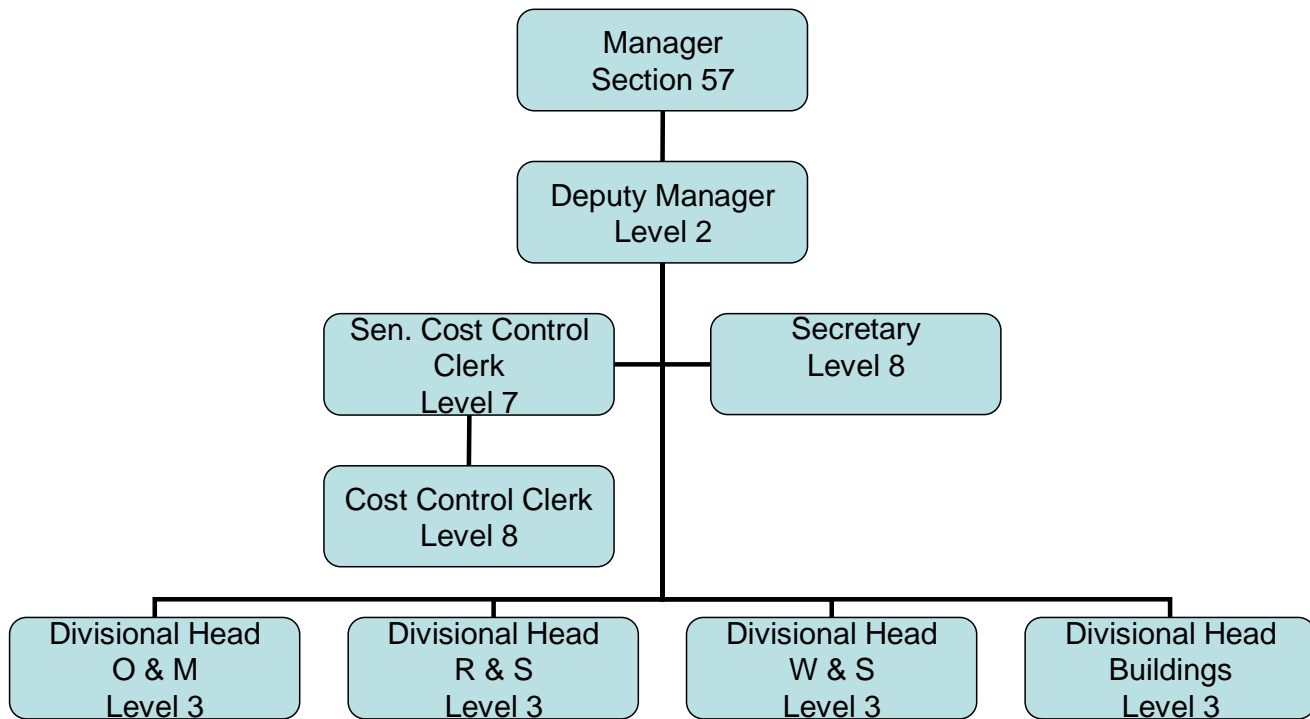 Manager
Section 57
Deputy Manager
Level 2
Sen. Cost Control
Clerk
Level 7
Secretary
Level 8
Cost Control Clerk
Level 8
Divisional Head
O & M
Level 3
Divisional Head
R & S
Level 3
Divisional Head
W & S
Level 3
Divisional Head
Buildings
Level 3